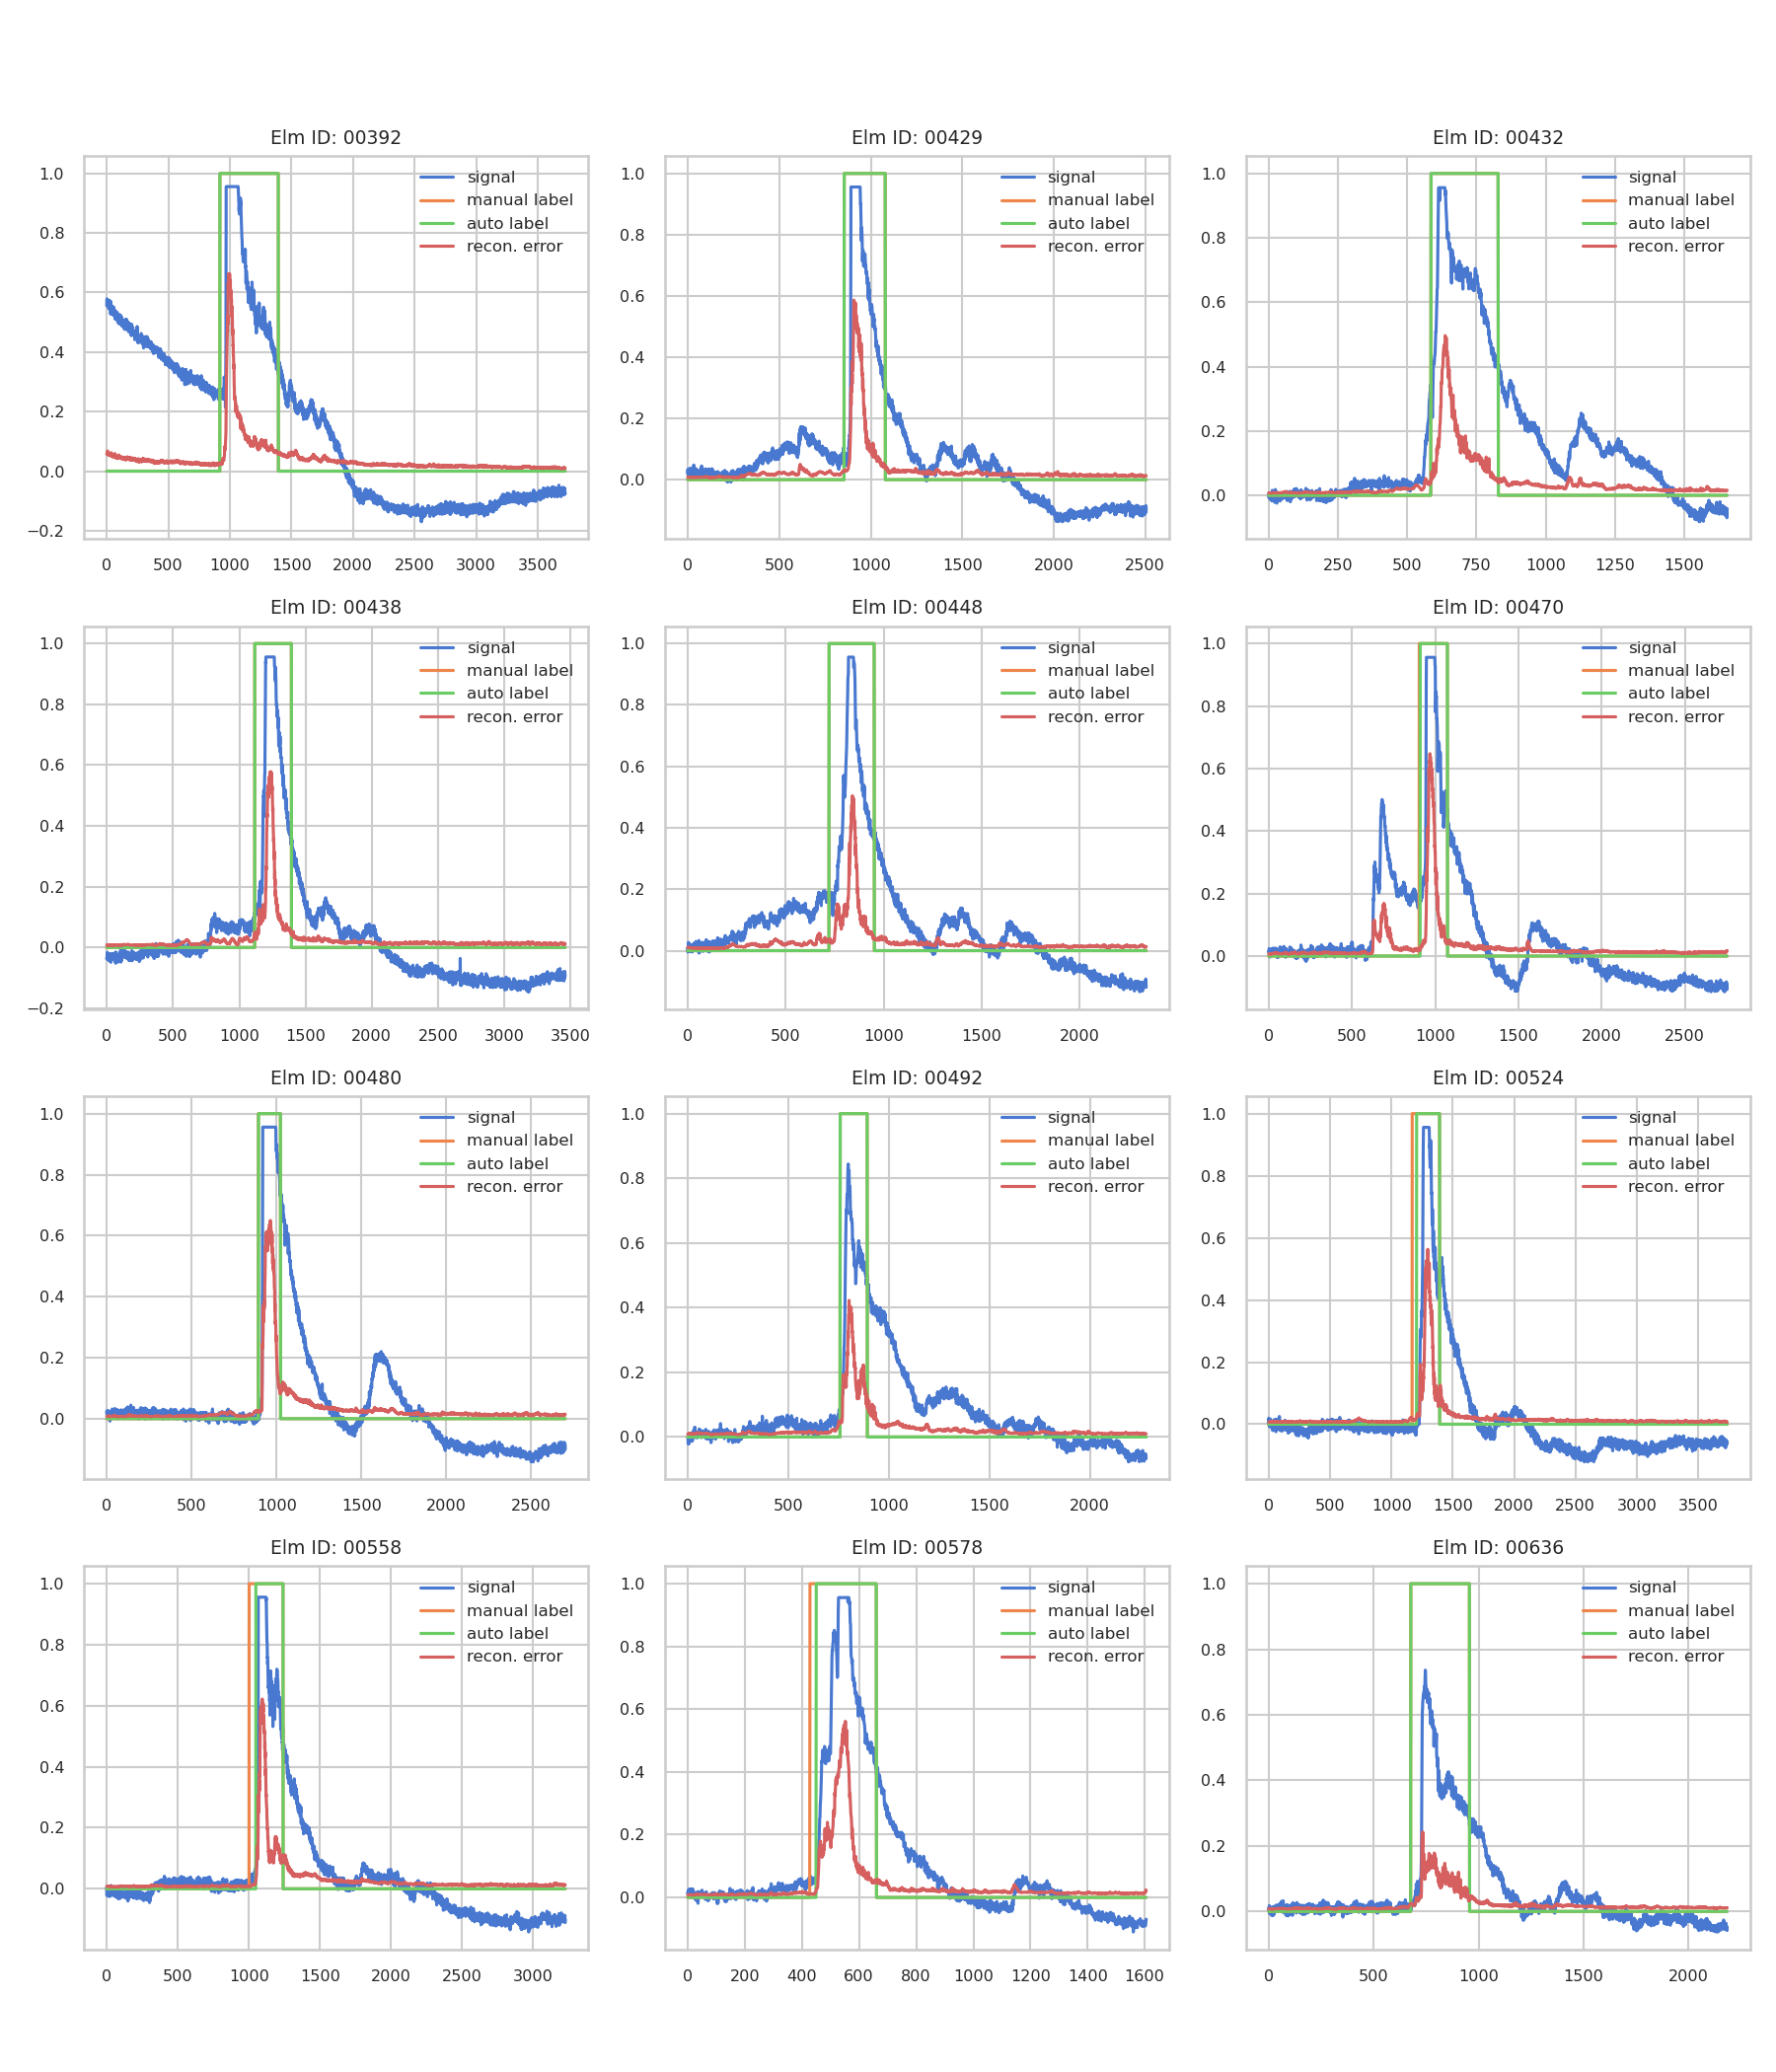 Elm ID: 00392
1.0
0.8
0.6
0.4
0.2
0.0
−0.2
0 500 1000 1500 2000 2500 3000 3500
signal
manual label
auto label
recon. error
Elm ID: 00429
1.0
0.8
0.6
0.4
0.2
0.0
0 500 1000 1500 2000 2500
signal
manual label
auto label
recon. error
Elm ID: 00432
1.0
0.8
0.6
0.4
0.2
0.0
0 250 500 750 1000 1250 1500
signal
manual label
auto label
recon. error
Elm ID: 00438
1.0
0.8
0.6
0.4
0.2
0.0
−0.2
0 500 1000 1500 2000 2500 3000 3500
signal
manual label
auto label
recon. error
Elm ID: 00448
1.0
0.8
0.6
0.4
0.2
0.0
0 500 1000 1500 2000
signal
manual label
auto label
recon. error
Elm ID: 00470
1.0
0.8
0.6
0.4
0.2
0.0
0 500 1000 1500 2000 2500
signal
manual label
auto label
recon. error
Elm ID: 00480
1.0
0.8
0.6
0.4
0.2
0.0
0 500 1000 1500 2000 2500
signal
manual label
auto label
recon. error
Elm ID: 00492
1.0
0.8
0.6
0.4
0.2
0.0
0 500 1000 1500 2000
signal
manual label
auto label
recon. error
Elm ID: 00524
1.0
0.8
0.6
0.4
0.2
0.0
0 500 1000 1500 2000 2500 3000 3500
signal
manual label
auto label
recon. error
Elm ID: 00558
1.0
0.8
0.6
0.4
0.2
0.0
0 500 1000 1500 2000 2500 3000
signal
manual label
auto label
recon. error
Elm ID: 00578
1.0
0.8
0.6
0.4
0.2
0.0
0 200 400 600 800 1000 1200 1400 1600
signal
manual label
auto label
recon. error
Elm ID: 00636
1.0
0.8
0.6
0.4
0.2
0.0
0 500 1000 1500 2000
signal
manual label
auto label
recon. error